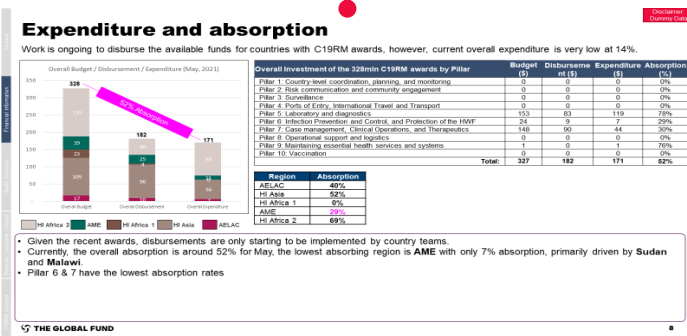 Disclaimer:
Dummy Data
Expenditure and absorption
Work is ongoing to disburse the available funds for countries with C19RM awards, however, current overall expenditure is very low at 14%.
Financial Information
Overall Budget / Disbursement / Expenditure (May, 2021)
350
300
250
200
150
100
50
328
182
171
52% Absorption
39
23
109
17
25
4
90
Overall Budget
Overall Disbursement
Overall Expenditure
HI Africa 2 AME HI Africa 1 HI Asia AELAC
Overall Investment of the 328mln C19RM awards by Pillar Budget ($) Disburseme nt ($) Expenditure ($) Absorption (%)
Pillar 1: Country-level coordination, planning, and monitoring 0 0 0 0%
Pillar 2: Risk communication and community engagement 0 0 0 0%
Pillar 3: Surveillance 0 0 0 0%
Pillar 4: Ports of Entry, International Travel and Transport 0 0 0 0%
Pillar 5: Laboratory and diagnostics 153 83 119 78%
Pillar 6: Infection Prevention and Control, and Protection of the HWF 24 9 7 29%
Pillar 7: Case management, Clinical Operations, and Therapeutics 148 90 44 30%
Pillar 8: Operational support and logistics 0 0 0 0%
Pillar 9: Maintaining essential health services and systems 1 0 1 76%
Pillar 10: Vaccination 0 0 0 0%
Total: 327 182 171 52%
Region Absorption
AELAC 40%
HI Asia 52%
HI Africa 1 0%
AME 29%
HI Africa 2 69%
• Given the recent awards, disbursements are only starting to be implemented by country teams.
• Currently, the overall absorption is around 52% for May, the lowest absorbing region is AME with only 7% absorption, primarily driven by Sudan
and Malawi.
• Pillar 6 & 7 have the lowest absorption rates
THE GLOBAL FUND
8